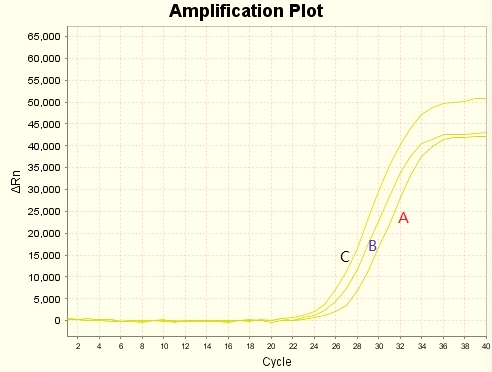 Amplification Plot
65,000
60,000
55,000
50,000
45,000
40,000
35,000
30,000
25,000
20,000
15,000
10,000
5,000
0
ΔRn
C
B
A
2 4 6 8 10 12 14 16 18 20 22 24 26 28 30 32 34 36 38 40
Cycle